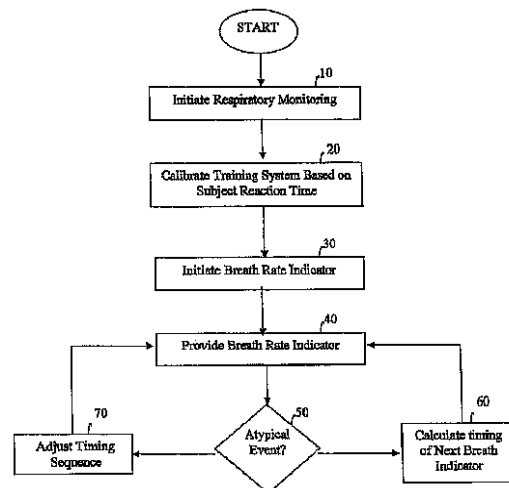 START
10
Initiate Respiratory Monitoring
20
Calibrate Training System Based on
Subject Reaction Time
30
Initiate Breath Rate Indicator
40
Provide Breath Rate Indicator
50
Atypical
Event?
70
Adjust Timing
Sequence
60
Calculate timing
of Next Breath
Indicator